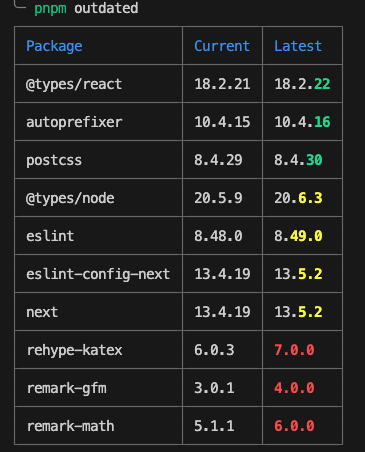 pnpm outdated
Package Current Latest
@types/react 18.2.21 18.2.22
autoprefixer 10.4.15 10.4.16
postcss 8.4.29 8.4.30
@types/node 20.5.9 20.6.3
eslint 8.48.0 8.49.0
eslint-config-next 13.4.19 13.5.2
next 13.4.19 13.5.2
rehype-katex 6.0.3 7.0.0
remark-gfm 3.0.1 4.0.0
remark-math 5.1.1 6.0.0